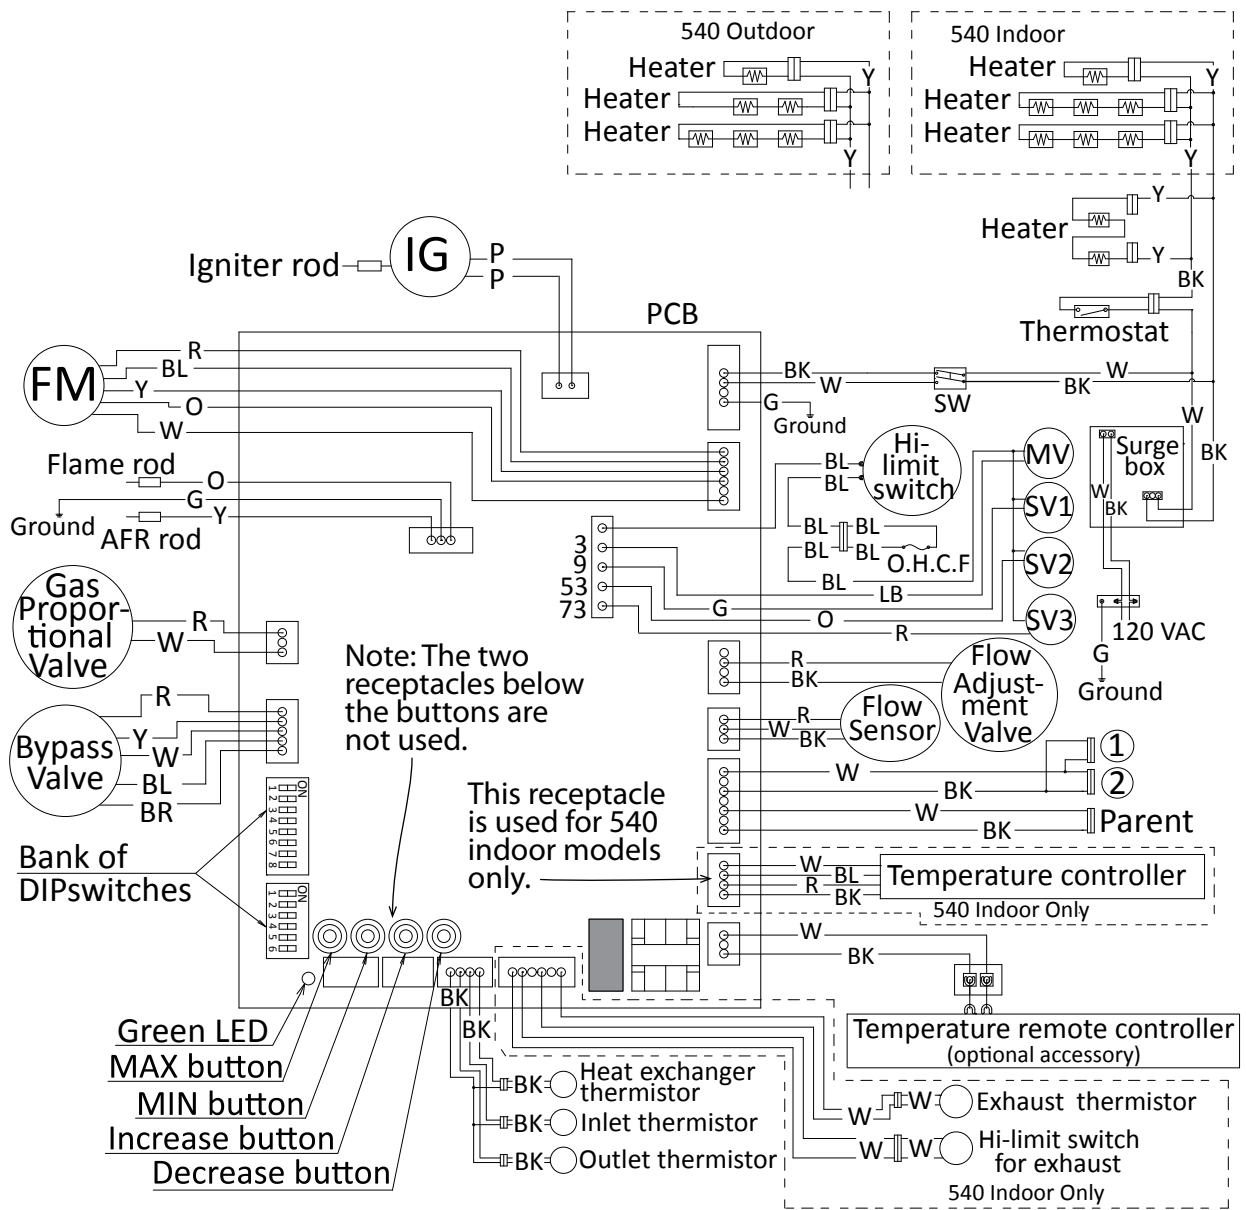 540 Outdoor
540 Indoor
Heater
Y
Heater
Y
Heater
Heater
Heater
Heater
Y
Y
Y
Heater
Y
IG
P
Igniter rod
P
BK
PCB
Thermostat
R
FM
BL
BK
W
Y
W
BK
O
SW
G
W
W
Ground
Flame rod
Hi-
limit
switch
MV
Surge
box
BK
O
BL
BL
G
W
BK
Ground
Y
AFR rod
SV1
BL
BL
3
BL
BL
O.H.C.F
9
BL
SV2
53
LB
73
G
O
R
SV3
120 VAC
Gas
Propor-
tional
Valve
R
W
G
Ground
Note: The two
receptacles below
the buttons are
not used.
R
BK
Flow
Adjust-
ment
Valve
Bypass
Valve
R
Y
W
BL
BR
R
W
BK
Flow
Sensor
1
W
2
BK
W
BK
Parent
ON
1 2 3 4 5 6 7 8
This receptacle
is used for 540
indoor models
only.
Bank of
DIPswitches
W
BL
R
BK
Temperature controller
540 Indoor Only
ON
1 2 3 4 5 6
W
BK
BK
BK
Green LED
MAX button
MIN button
Increase button
Decrease button
Temperature remote controller
(optional accessory)
BK
Heat exchanger
thermistor
BK
Inlet thermistor
BK
Outlet thermistor
W
W
Exhaust thermistor
W
W
Hi-limit switch
for exhaust
540 Indoor Only